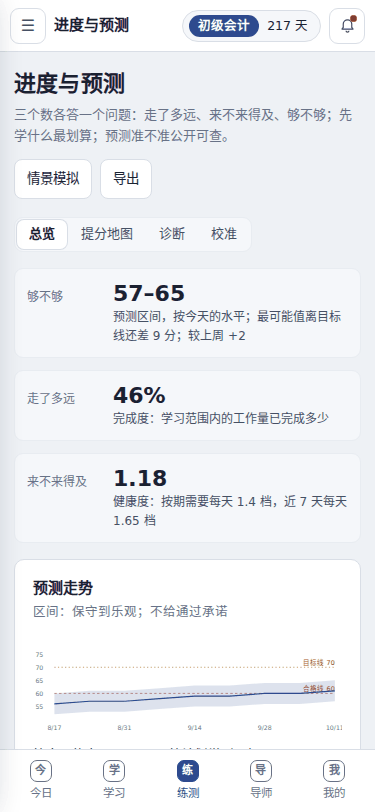 ☰ 进度与预测 初级会计 217 天
进度与预测
三个数各答一个问题：走了多远、来不来得及、够不够；先
学什么最划算；预测准不准公开可查。
情景模拟 导出
总览 提分地图 诊断 校准
够不够
57–65
预测区间，按今天的水平；最可能值离目标
线还差 9 分；较上周 +2
走了多远
46%
完成度：学习范围内的工作量已完成多少
来不来得及
1.18
健康度：按期需要每天 1.4 档，近 7 天每天
1.65 档
预测走势
区间：保守到乐观；不给通过承诺
75
70
65
60
55
目标线 70
合格线 60
8/17 8/31 9/14 9/28
今 学 练 导 我
今日 学习 练测 导师 我的